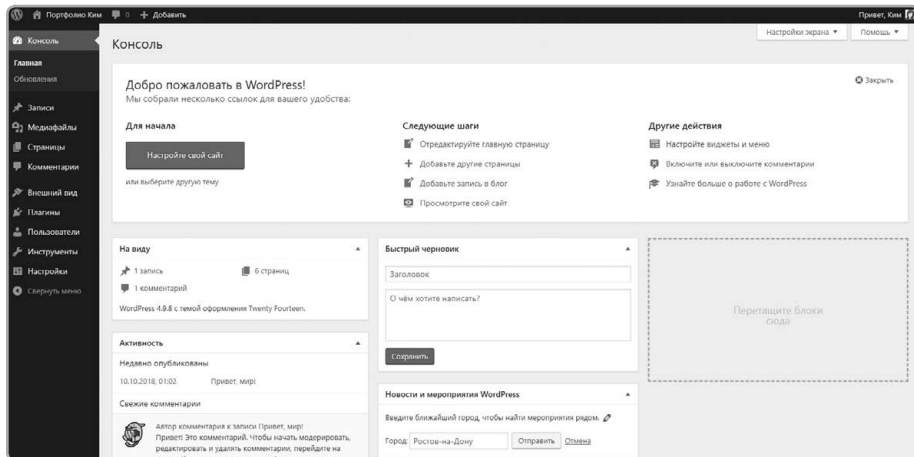 Портфолио Ким 0 + Добавить Привет, Ким
Настройки экрана Помощь
Консоль
Главная
Обновления
Записи
Медиафайлы
Страницы
Комментарии
Внешний вид
Плагины
Пользователи
Инструменты
Настройки
Свернуть меню
Консоль
Добро пожаловать в WordPress!
Мы собрали несколько ссылок для вашего удобства:
Закрыть
Для начала
Настройте свой сайт
или выберите другую тему
Следующие шаги
Отредактируйте главную страницу
Добавьте другие страницы
Добавьте запись в блог
Просмотрите свой сайт
Другие действия
Настройте виджеты и меню
Включите или выключите комментарии
Узнайте больше о работе с WordPress
На виду
1 запись 6 страниц
1 комментарий
WordPress 4.9.8 с темой оформления Twenty Fourteen.
Активность
Недавно опубликованы
10.10.2018, 01:02 Привет, мир!
Свежие комментарии
Автор комментария к записи Привет, мир!
Привет! Это комментарий. Чтобы начать модерировать,
редактировать и удалять комментарии, перейдите на
Быстрый черновик
Заголовок
О чём хотите написать?
Сохранить
Новости и мероприятия WordPress
Введите ближайший город, чтобы найти мероприятия рядом.
Город: Ростов-на-Дону Отправить Отмена
Перетащите блоки
сюда